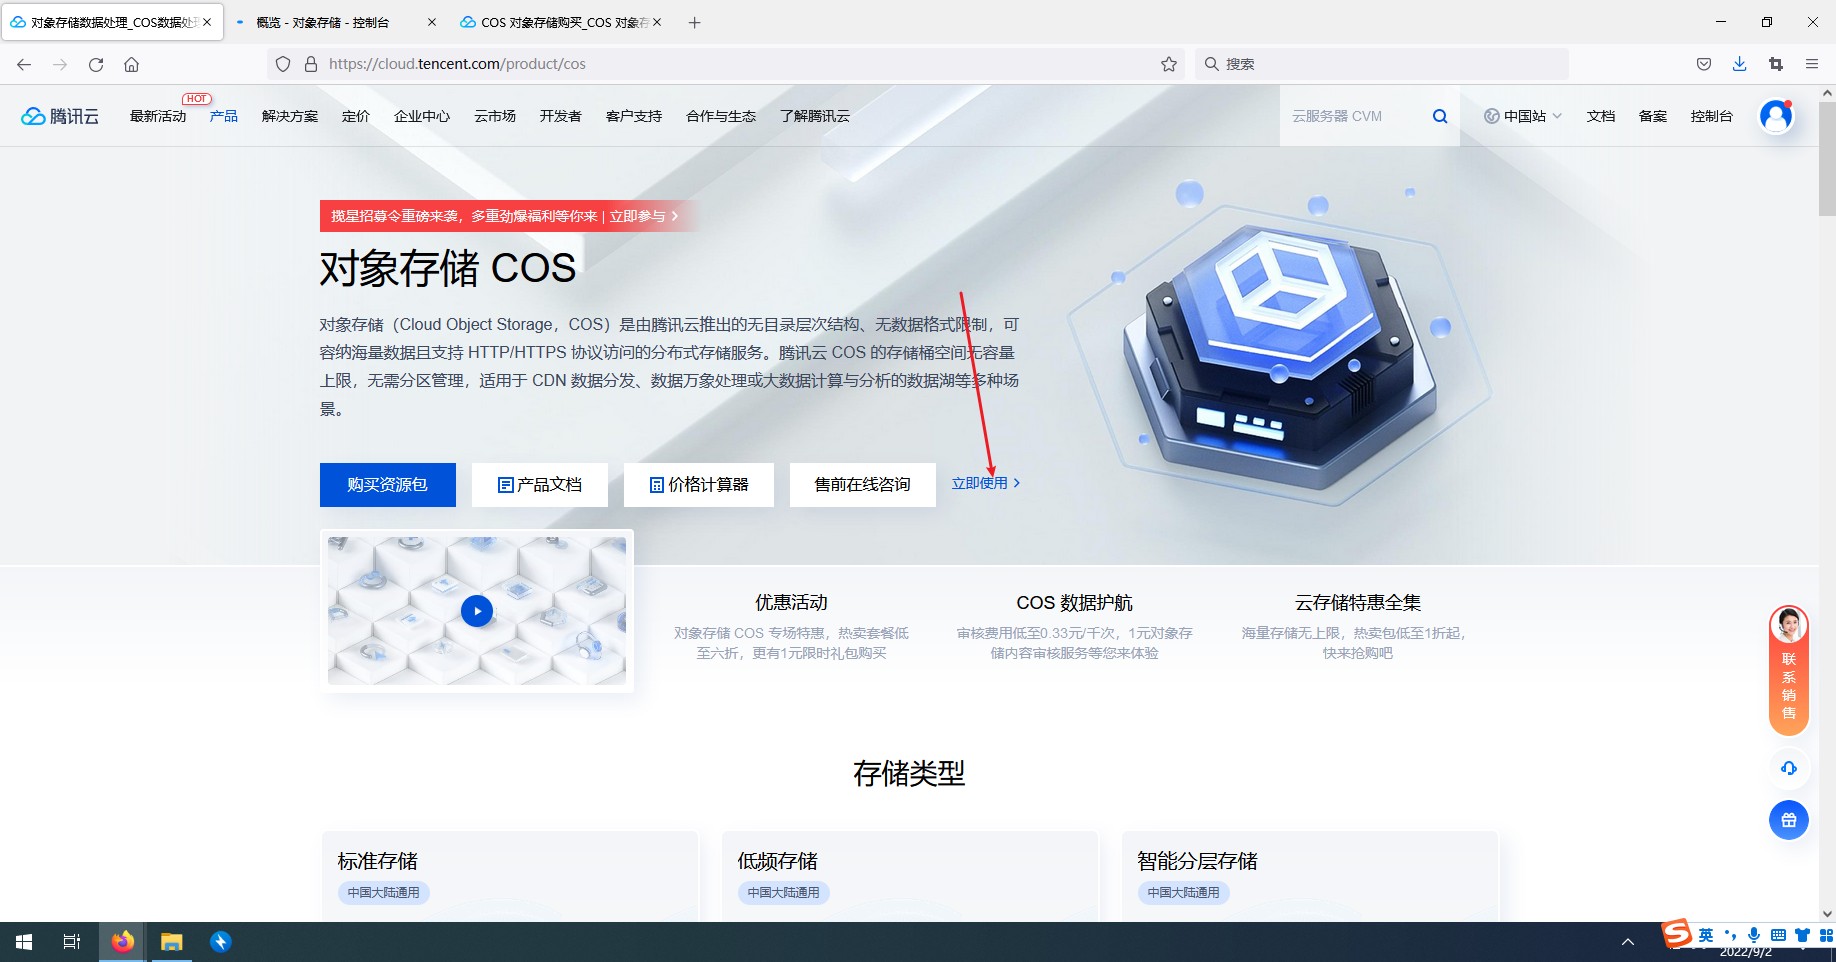 对象存储数据处理_COS数据处理
概览 - 对象存储 - 控制台
COS 对象存储购买_COS 对象存
https://cloud.tencent.com/product/cos
搜索
腾讯云
最新活动
HOT
产品
解决方案
定价
企业中心
云市场
开发者
客户支持
合作与生态
了解腾讯云
云服务器 CVM
中国站
文档
备案
控制台
揽星招募令重磅来袭，多重劲爆福利等你来 | 立即参与 >
对象存储 COS
对象存储（Cloud Object Storage，COS）是由腾讯云推出的无目录层次结构、无数据格式限制，可
容纳海量数据且支持 HTTP/HTTPS 协议访问的分布式存储服务。腾讯云 COS 的存储桶空间无容量
上限，无需分区管理，适用于 CDN 数据分发、数据万象处理或大数据计算与分析的数据湖等多种场
景。
购买资源包
产品文档
价格计算器
售前在线咨询
立即使用 >
优惠活动
对象存储 COS 专场特惠，热卖套餐低
至六折，更有1元限时礼包购买
COS 数据护航
审核费用低至0.33元/千次，1元对象存
储内容审核服务等您来体验
云存储特惠全集
海量存储无上限，热卖包低至1折起，
快来抢购吧
联
系
销
售
存储类型
标准存储
中国大陆通用
低频存储
中国大陆通用
智能分层存储
中国大陆通用
英
2022/9/2